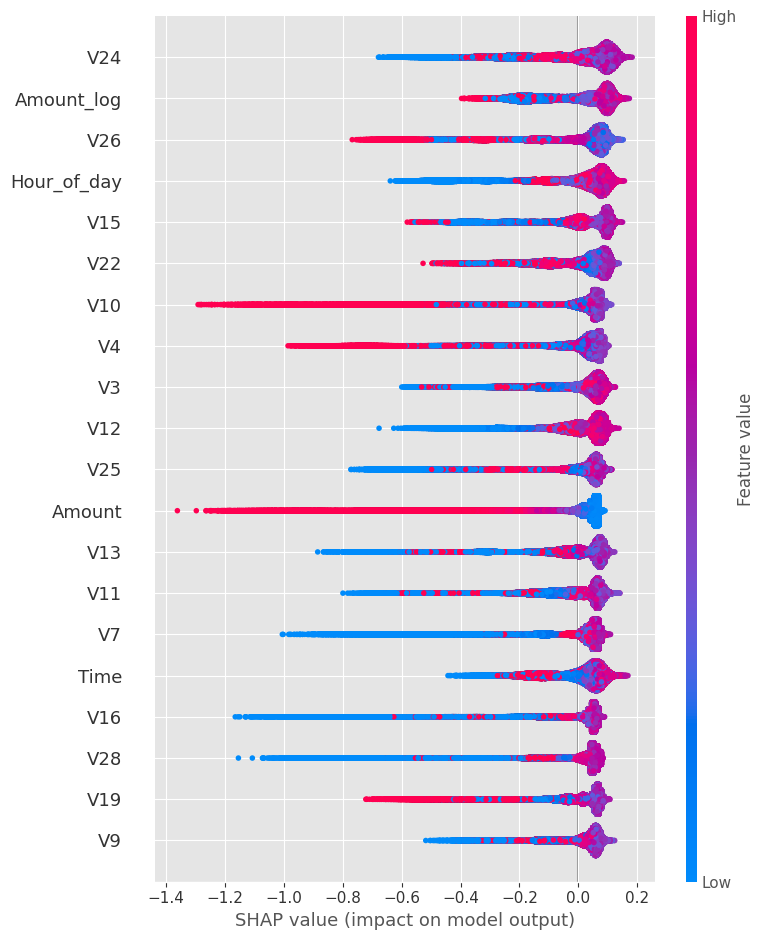 High
V24
Amount_log
V26
Hour_of_day
V15
V22
V10
V4
V3
V12
V25
Amount
V13
V11
V7
Time
V16
V28
V19
V9
Feature value
Low
−1.4 −1.2 −1.0 −0.8 −0.6 −0.4 −0.2 0.0 0.2
SHAP value (impact on model output)